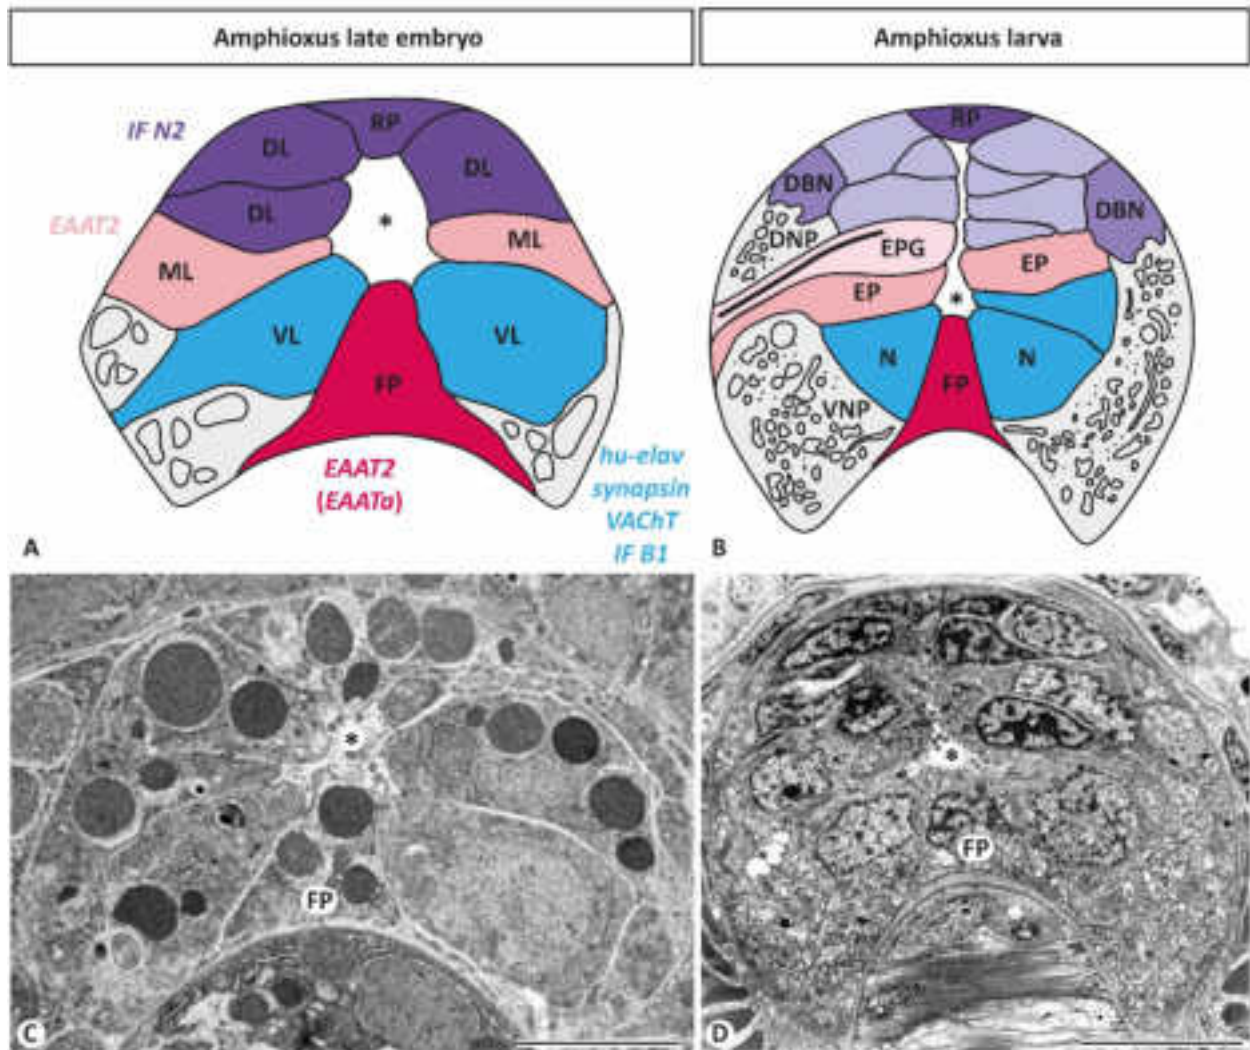 Amphioxus late embryo
Amphioxus larva
IF N2
RP
DL
DL
DL
*
EAAT2
ML
ML
VL
VL
FP
EAAT2
(EAATa)
hu-elav
synapsin
VAChT
IF B1
A
RP
DBN
DBN
DNP
EPG
EP
EP
*
N
N
FP
VNP
B
*
FP
C
*
FP
D